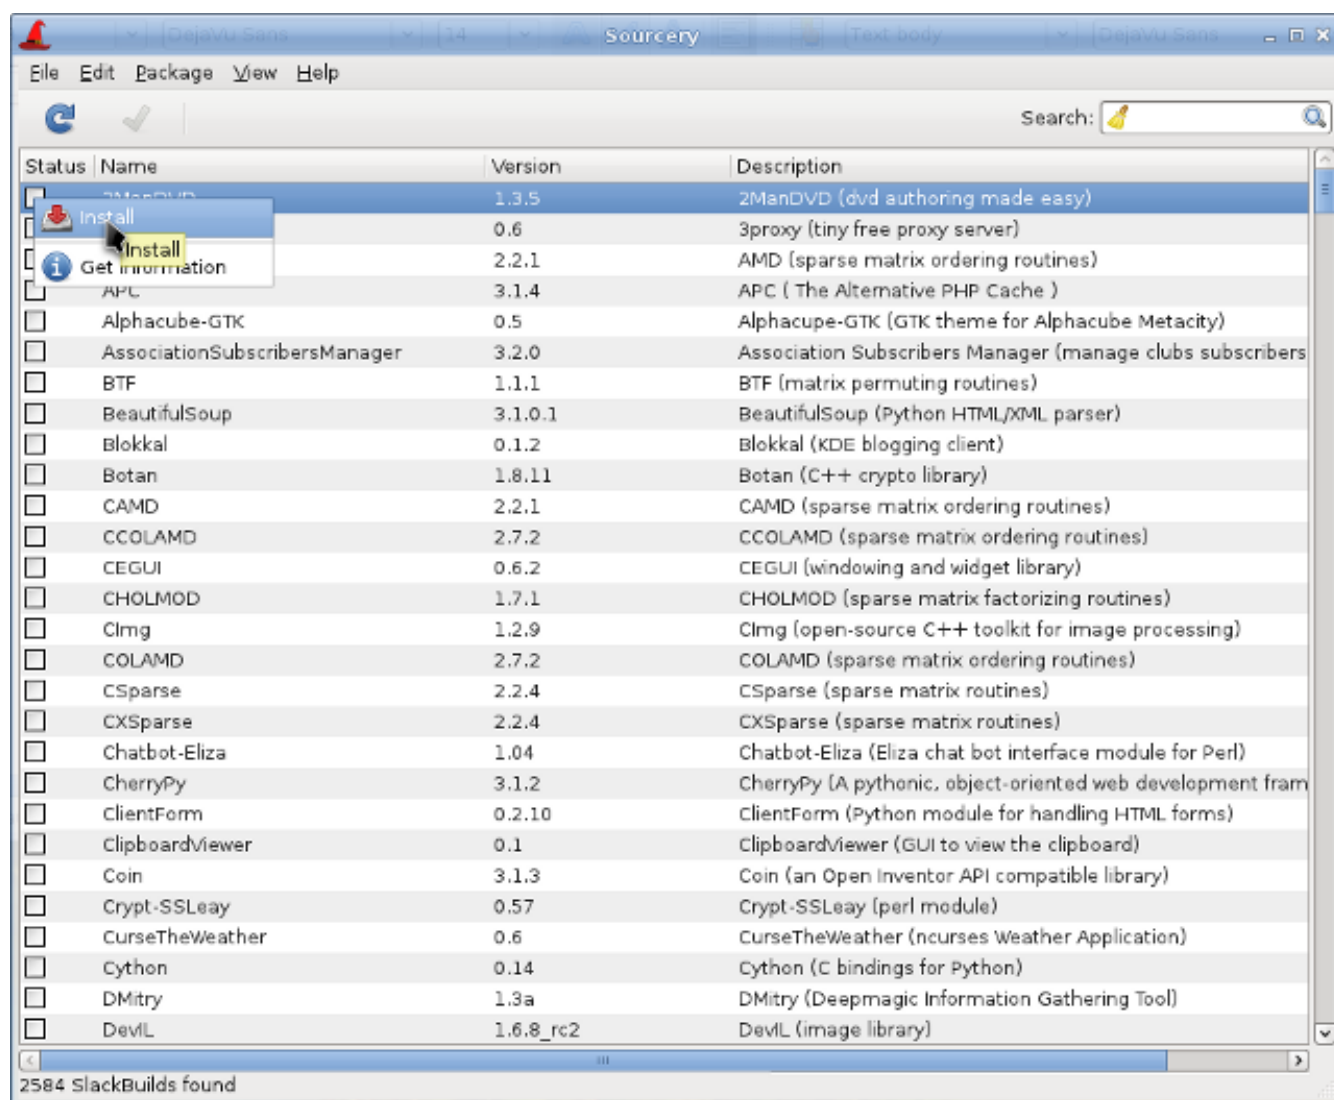 DejaVu Sans 14 Sourcery Text body DejaVu Sans
File Edit Package View Help
Search:
Status Name Version Description
2ManDVD 1.3.5 2ManDVD (dvd authoring made easy)
Install
0.6 3proxy (tiny free proxy server)
Install
2.2.1 AMD (sparse matrix ordering routines)
Get information
APC 3.1.4 APC ( The Alternative PHP Cache )
Alphacube-GTK 0.5 Alphacupe-GTK (GTK theme for Alphacube Metacity)
AssociationSubscribersManager 3.2.0 Association Subscribers Manager (manage clubs subscribers
BTF 1.1.1 BTF (matrix permuting routines)
BeautifulSoup 3.1.0.1 BeautifulSoup (Python HTML/XML parser)
Blokkal 0.1.2 Blokkal (KDE blogging client)
Botan 1.8.11 Botan (C++ crypto library)
CAMD 2.2.1 CAMD (sparse matrix ordering routines)
CCOLAMD 2.7.2 CCOLAMD (sparse matrix ordering routines)
CEGUI 0.6.2 CEGUI (windowing and widget library)
CHOLMOD 1.7.1 CHOLMOD (sparse matrix factorizing routines)
CImg 1.2.9 CImg (open-source C++ toolkit for image processing)
COLAMD 2.7.2 COLAMD (sparse matrix ordering routines)
CSparse 2.2.4 CSparse (sparse matrix routines)
CXSparse 2.2.4 CXSparse (sparse matrix routines)
Chatbot-Eliza 1.04 Chatbot-Eliza (Eliza chat bot interface module for Perl)
CherryPy 3.1.2 CherryPy (A pythonic, object-oriented web development fram
ClientForm 0.2.10 ClientForm (Python module for handling HTML forms)
ClipboardViewer 0.1 ClipboardViewer (GUI to view the clipboard)
Coin 3.1.3 Coin (an Open Inventor API compatible library)
Crypt-SSLeay 0.57 Crypt-SSLeay (perl module)
CurseTheWeather 0.6 CurseTheWeather (ncurses Weather Application)
Cython 0.14 Cython (C bindings for Python)
DMitry 1.3a DMitry (Deepmagic Information Gathering Tool)
DevIL 1.6.8_rc2 DevIL (image library)
2584 SlackBuilds found